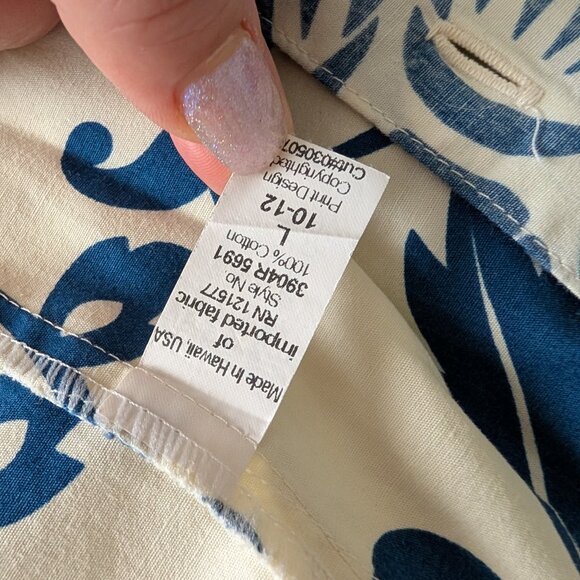 Made In Hawaii, USA
of
imported fabric
RN 121577
Style No.
3904R 5691
100% Cotton
L
10-12
Print Design
Copyrighted
Cut#030507